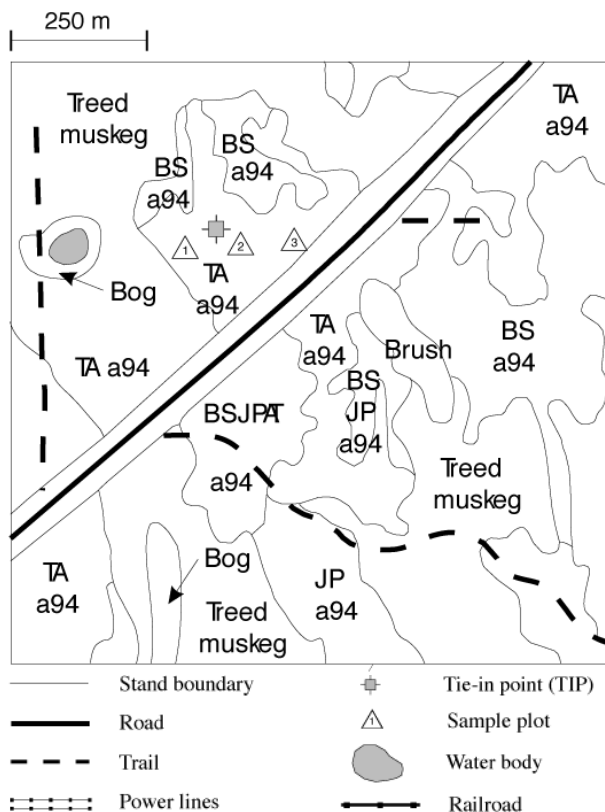 250 m
Treed
muskeg
TA
a94
BS
a94
BS
a94
1
2
3
TA
a94
Bog
TA a94
TA
a94
Brush
BS
a94
BS
JP
a94
BSJPAT
a94
Treed
muskeg
Bog
TA
a94
Treed
muskeg
JP
a94
Stand boundary
Tie-in point (TIP)
Road
1
Sample plot
Trail
Water body
Power lines
Railroad